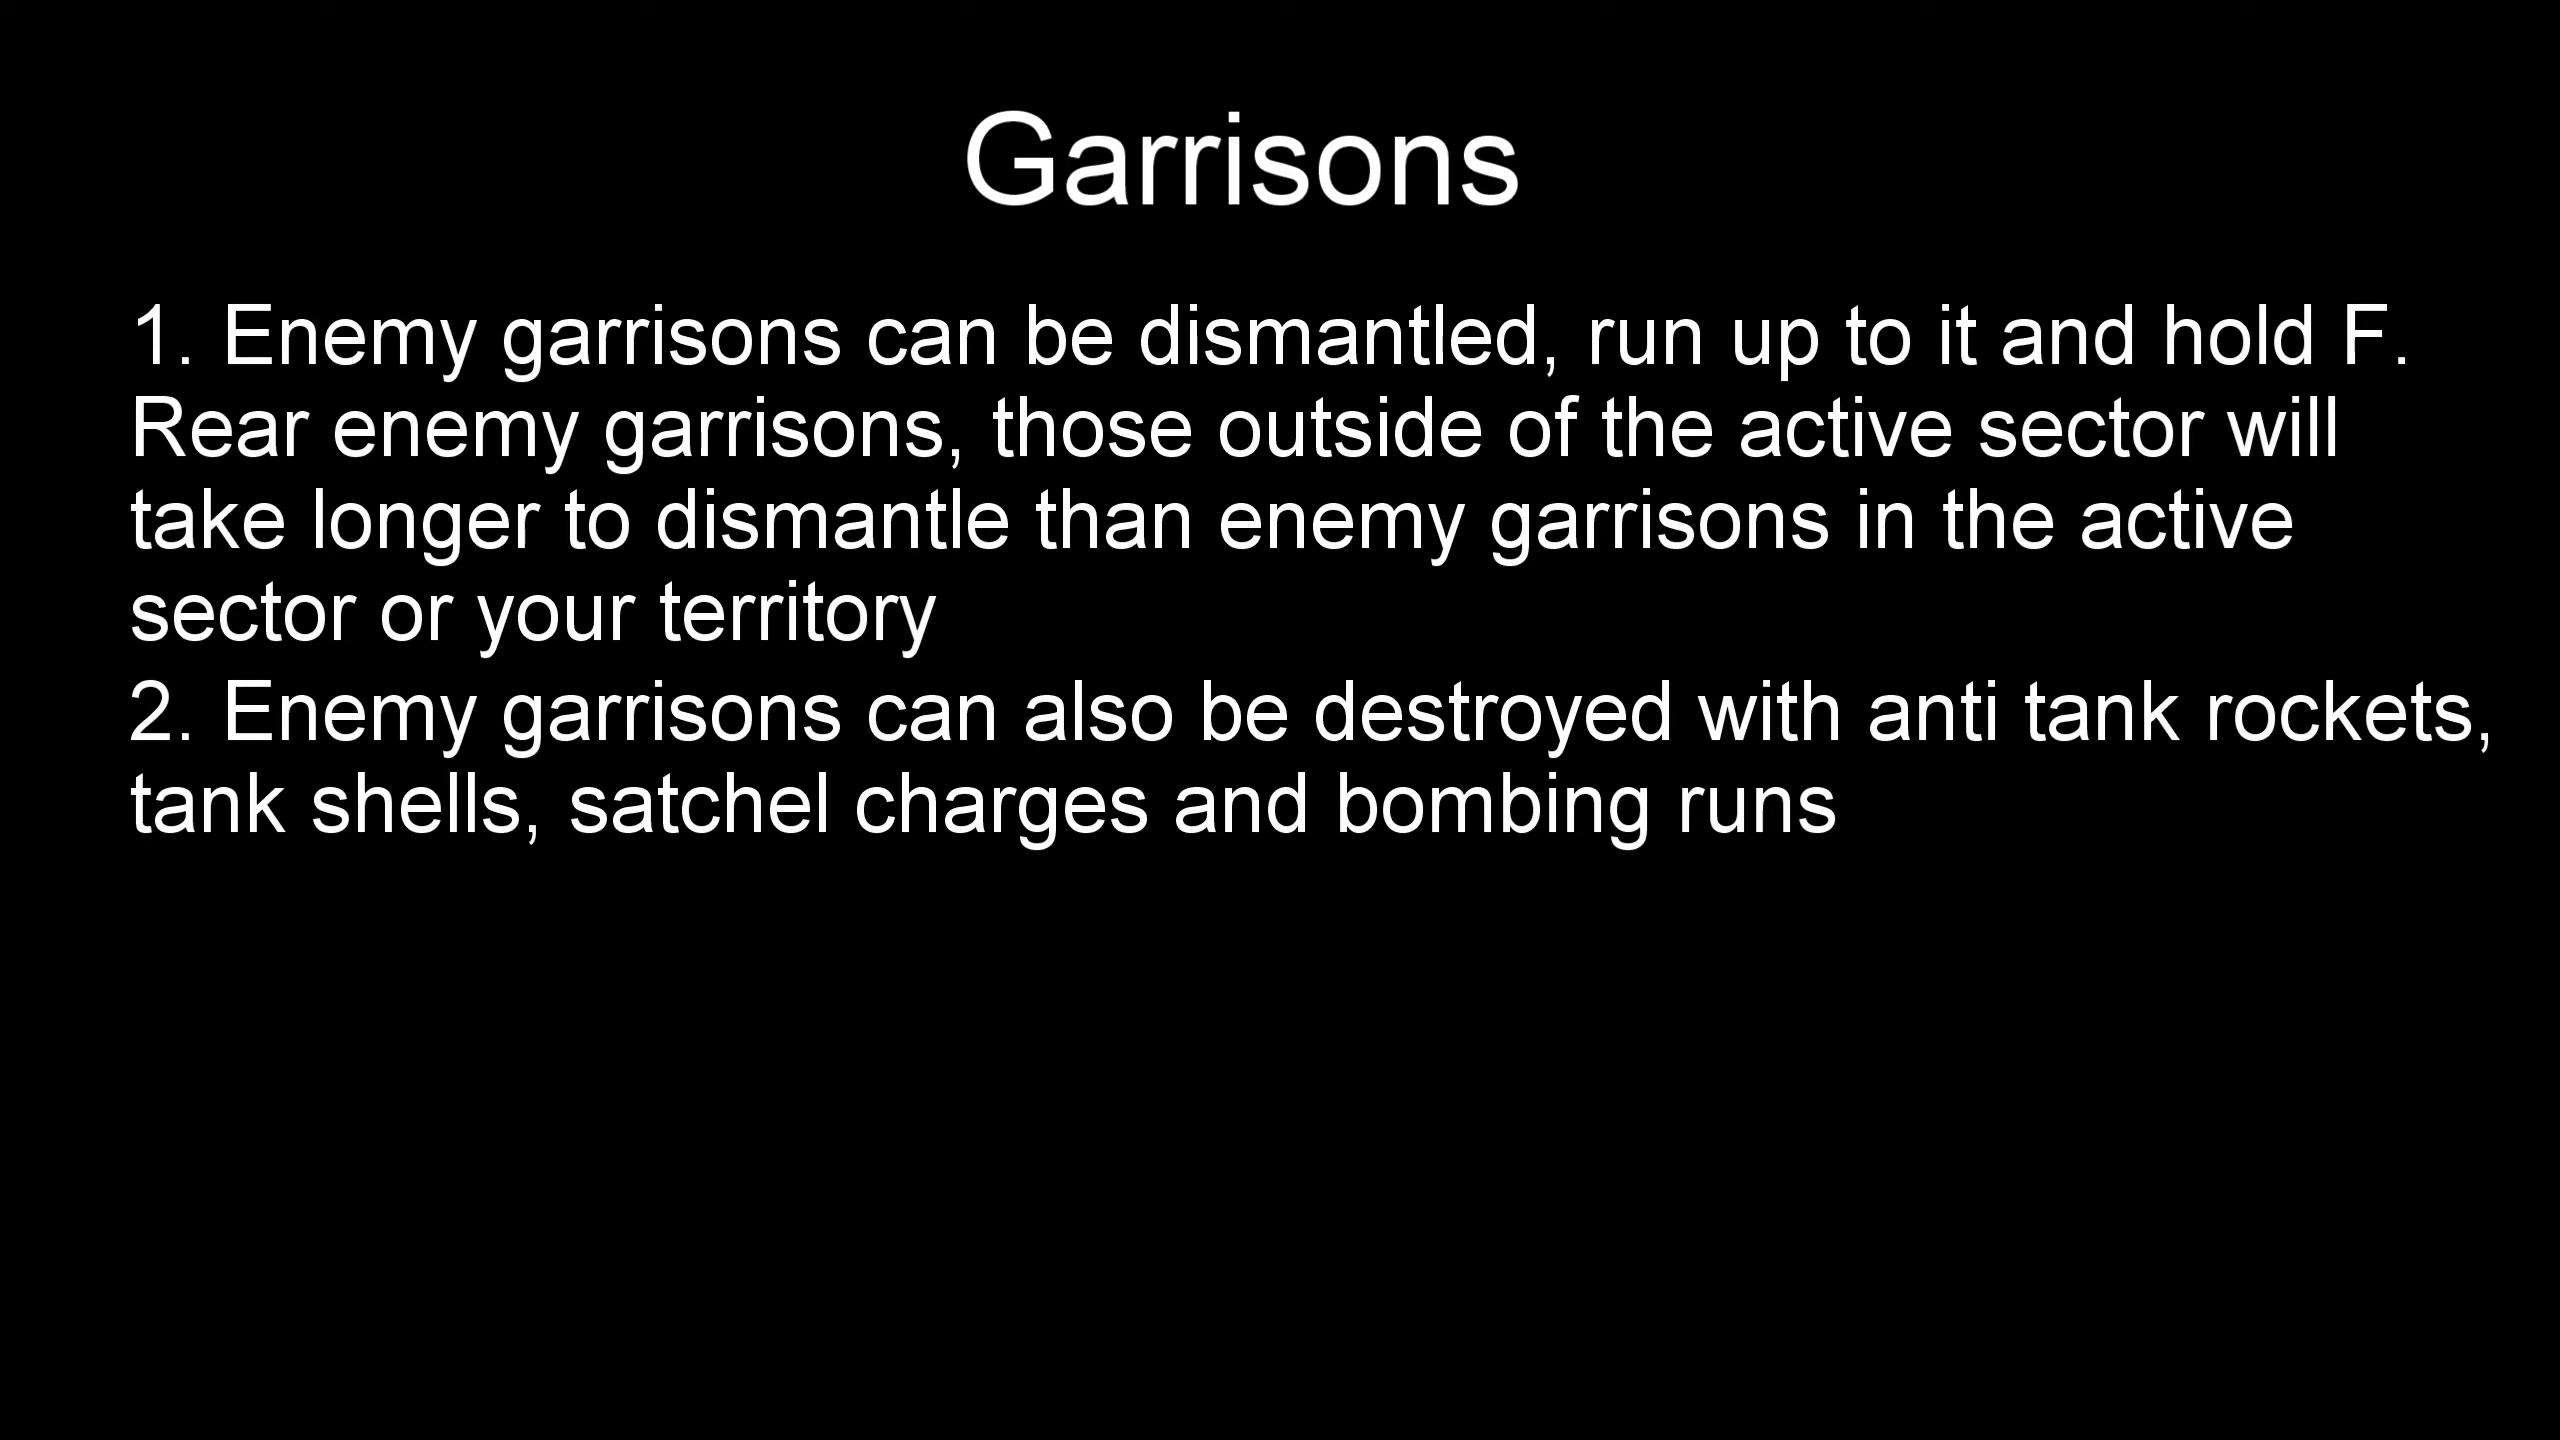 Garrisons
1. Enemy garrisons can be dismantled, run up to it and hold F.
Rear enemy garrisons, those outside of the active sector will
take longer to dismantle than enemy garrisons in the active
sector or your territory
2. Enemy garrisons can also be destroyed with anti tank rockets,
tank shells, satchel charges and bombing runs